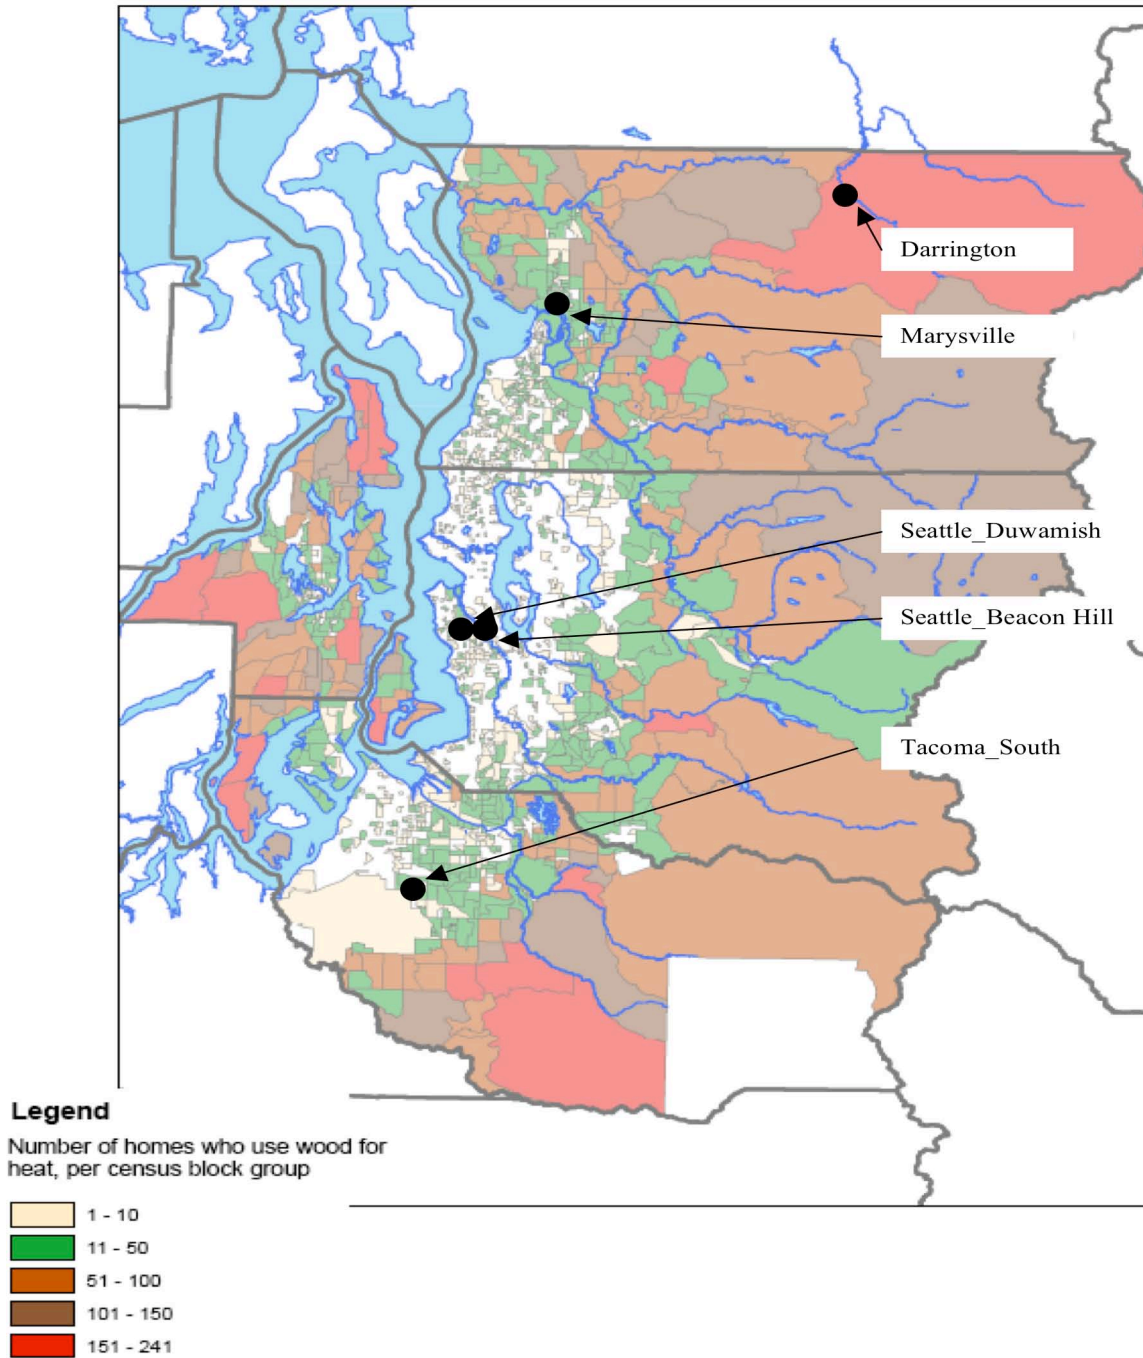 Darrington
Marysville
Seattle_Duwamish
Seattle_Beacon Hill
Tacoma_South
Legend
Number of homes who use wood for
heat, per census block group
1 - 10
11 - 50
51 - 100
101 - 150
151 - 241